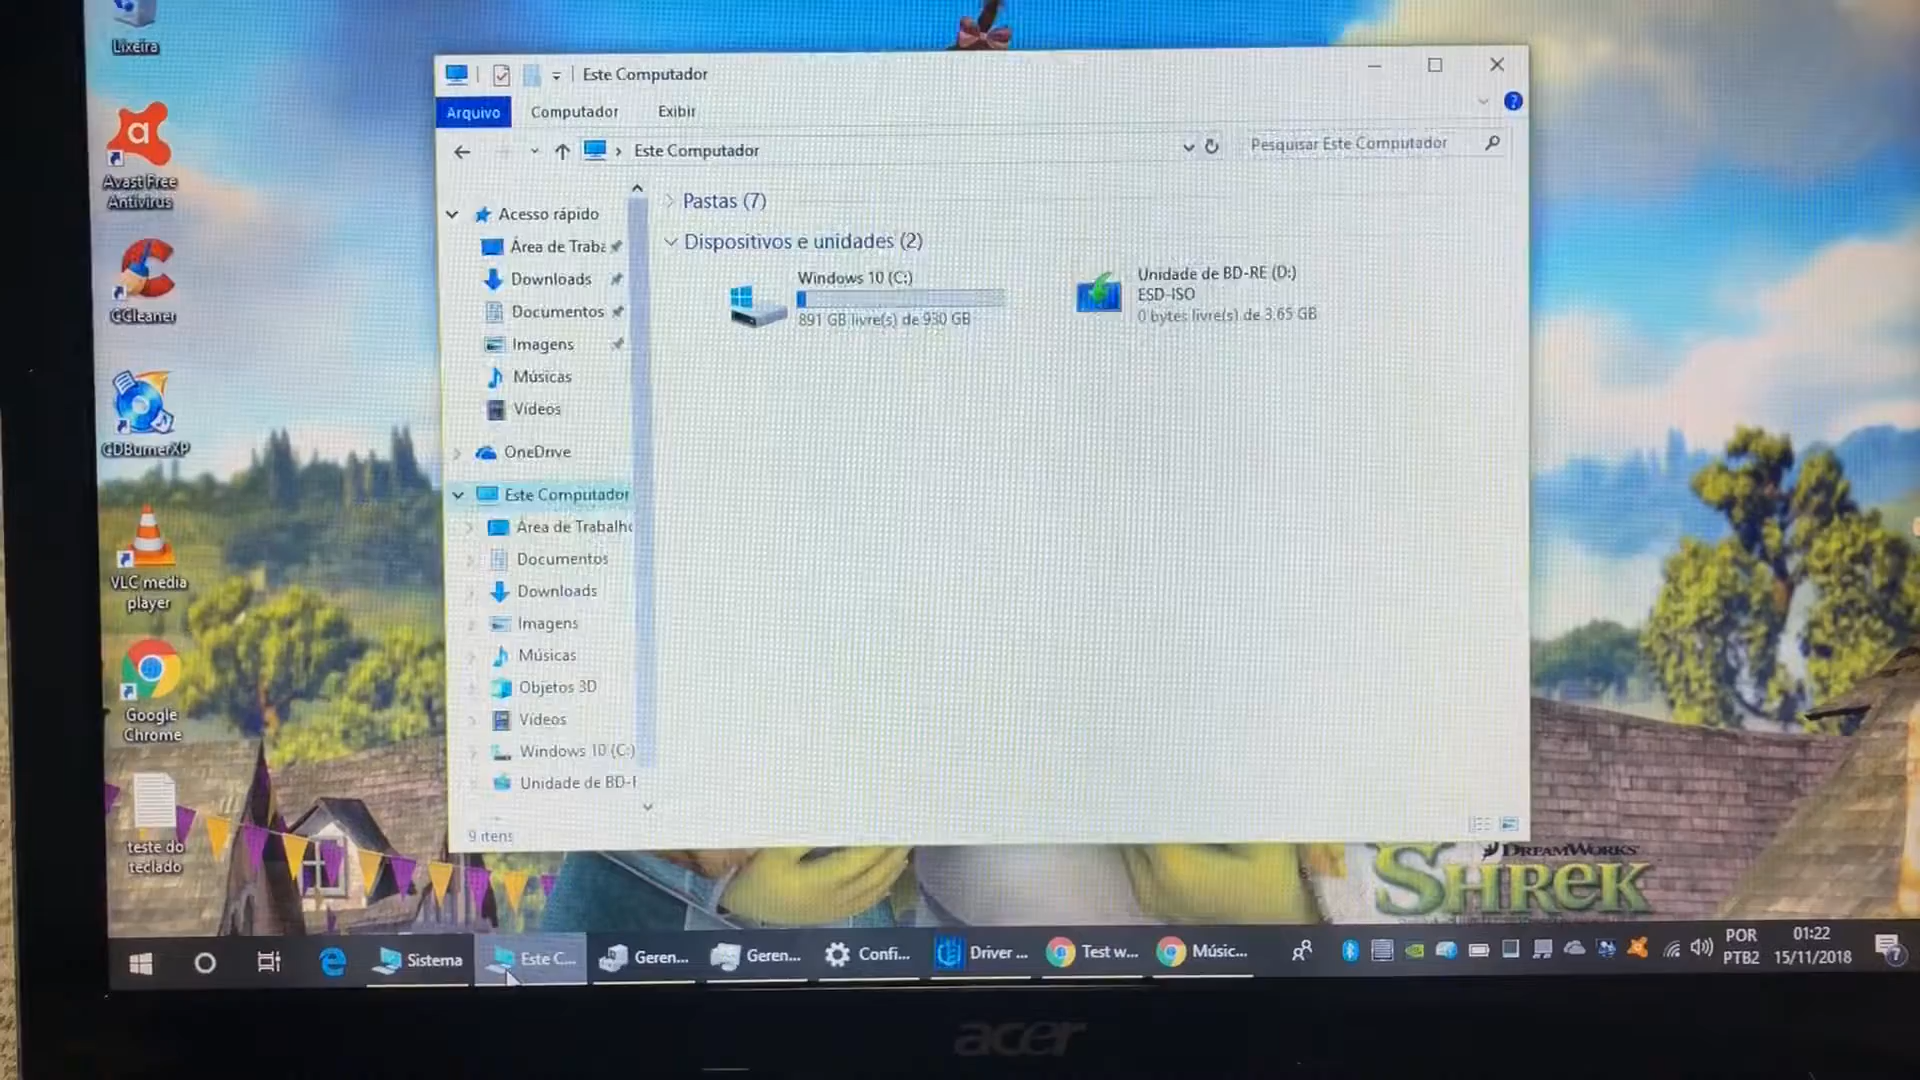 Lixeira
Avast Free
Antivirus
CCleaner
CDBurnerXP
VLC media
player
Google
Chrome
teste do
teclado
Este Computador
Arquivo
Computador
Exibir
Este Computador
Pesquisar Este Computador
Acesso rápido
Área de Traba
Downloads
Documentos
Imagens
Músicas
Vídeos
OneDrive
Este Computador
Área de Trabalho
Documentos
Downloads
Imagens
Músicas
Objetos 3D
Vídeos
Windows 10 (C:)
Unidade de BD-R
9 itens
Pastas (7)
Dispositivos e unidades (2)
Windows 10 (C:)
891 GB livre(s) de 930 GB
Unidade de BD-RE (D:)
ESD-ISO
0 bytes livre(s) de 3,65 GB
DREAMWORKS
SHREK
Sistema
Este C...
Geren...
Geren...
Confi...
Driver ...
Test w...
Músic...
POR
PTB2
01:22
15/11/2018
7
acer